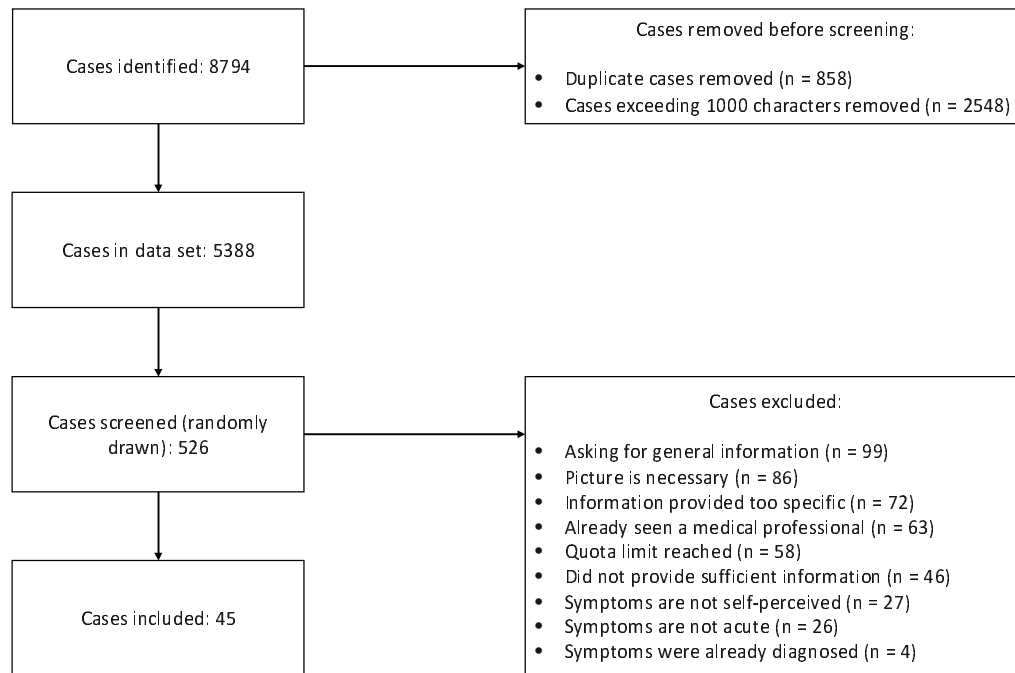 Cases identified: 8794
Cases removed before screening:
• Duplicate cases removed (n = 858)
• Cases exceeding 1000 characters removed (n = 2548)
Cases in data set: 5388
Cases screened (randomly
drawn): 526
Cases excluded:
• Asking for general information (n = 99)
• Picture is necessary (n = 86)
• Information provided too specific (n = 72)
• Already seen a medical professional (n = 63)
• Quota limit reached (n = 58)
• Did not provide sufficient information (n = 46)
• Symptoms are not self-perceived (n = 27)
• Symptoms are not acute (n = 26)
• Symptoms were already diagnosed (n = 4)
Cases included: 45